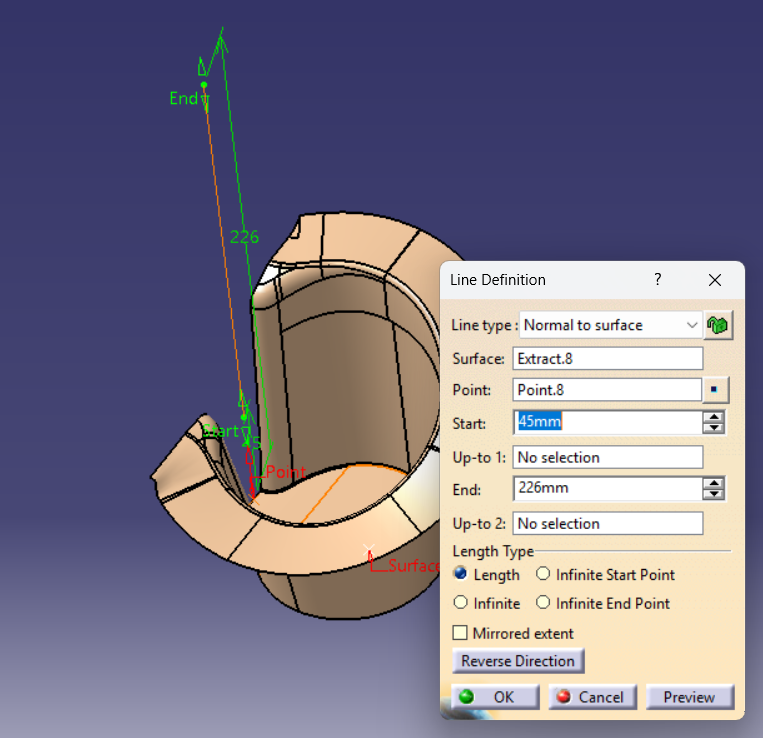 End
226
Start
45
Point
Surface
Line Definition
?
Line type : Normal to surface
Surface: Extract.8
Point: Point.8
Start: 45mm
Up-to 1: No selection
End: 226mm
Up-to 2: No selection
Length Type
Length Infinite Start Point
Infinite Infinite End Point
Mirrored extent
Reverse Direction
OK Cancel Preview